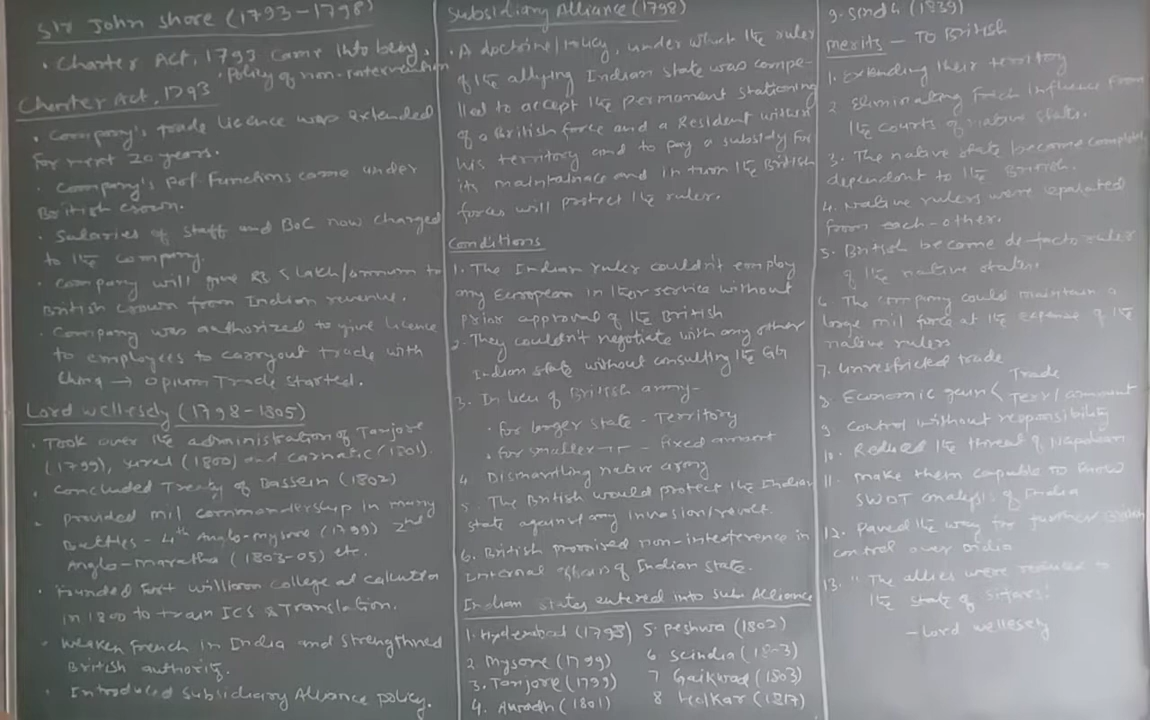 Sir John Shore (1793-1798)
· Charter Act, 1793 came into being.
· Policy of non-intervention
Charter Act, 1793
· Company's trade licence was extended
for next 20 years.
· Company's Pol. Functions came under
British crown.
· Salaries of staff and BoC now charged
to the company.
· Company will give RS 5 lakh/annum to
British crown from Indian revenue.
· Company was authorized to give licence
to employees to carryout trade with
China → Opium Trade started.
Lord Wellesely (1798-1805)
· Took over the administration of Tanjore
(1799), Surat (1800) and Carnatic (1801).
· Concluded Treaty of Bassein (1802)
· Provided mil commandership in many
Battles - 4th Anglo-mysore (1799) 2nd
Anglo-maratha (1803-05) etc.
· Founded Fort William college at calcutta
in 1800 to train ICS & Translation.
· Weaken French in India and strengthned
British authority.
· Introduced subsidiary Alliance policy.
Subsidiary Alliance (1798)
· A doctrine/Policy, under which the ruler
of the allying Indian state was compe-
lled to accept the permanent stationing
of a British force and a Resident within
his territory and to pay a subsidy for
its maintainace and in turn the British
forces will protect the ruler.
Conditions
1. The Indian ruler couldn't employ
any European in their service without
prior approval of the British
2. They couldn't negotiate with any other
Indian state without consulting the GG
3. In lieu of British army-
· for larger state - Territory
· for smaller -"- - fixed amount
4. Dismantling native army
5. The British would protect the Indian
state against any invasion/revolt.
6. British promised non-inteference in
internal affairs of Indian state.
Indian states entered into Sub Alliance
1. Hyderabad (1798) 5. Peshwa (1802)
2. Mysore (1799) 6. Scindia (1803)
3. Tanjore (1799) 7. Gaikwad (1803)
4. Awadh (1801) 8. Holkar (1817)
9. Sindh (1839)
Merits - TO British
1. Extending their territory
2. Eliminating French influence from
the courts of native states.
3. The native state become completely
dependent to the British.
4. Native rulers were separated
from each-other.
5. British become de-facto ruler
of the native states.
6. The company could maintain a
large mil force at the expense of the
native rulers
7. Unrestricted trade
8. Economic gain < Trade
Terr/amount
9. Control without responsibility
10. Reduced the threat of Napolean
11. make them capable to know
SWOT analysis of India
12. Paved the way for further British
control over India
13. "The allies were reduced to
the state of Sitars!
- Lord Wellesely